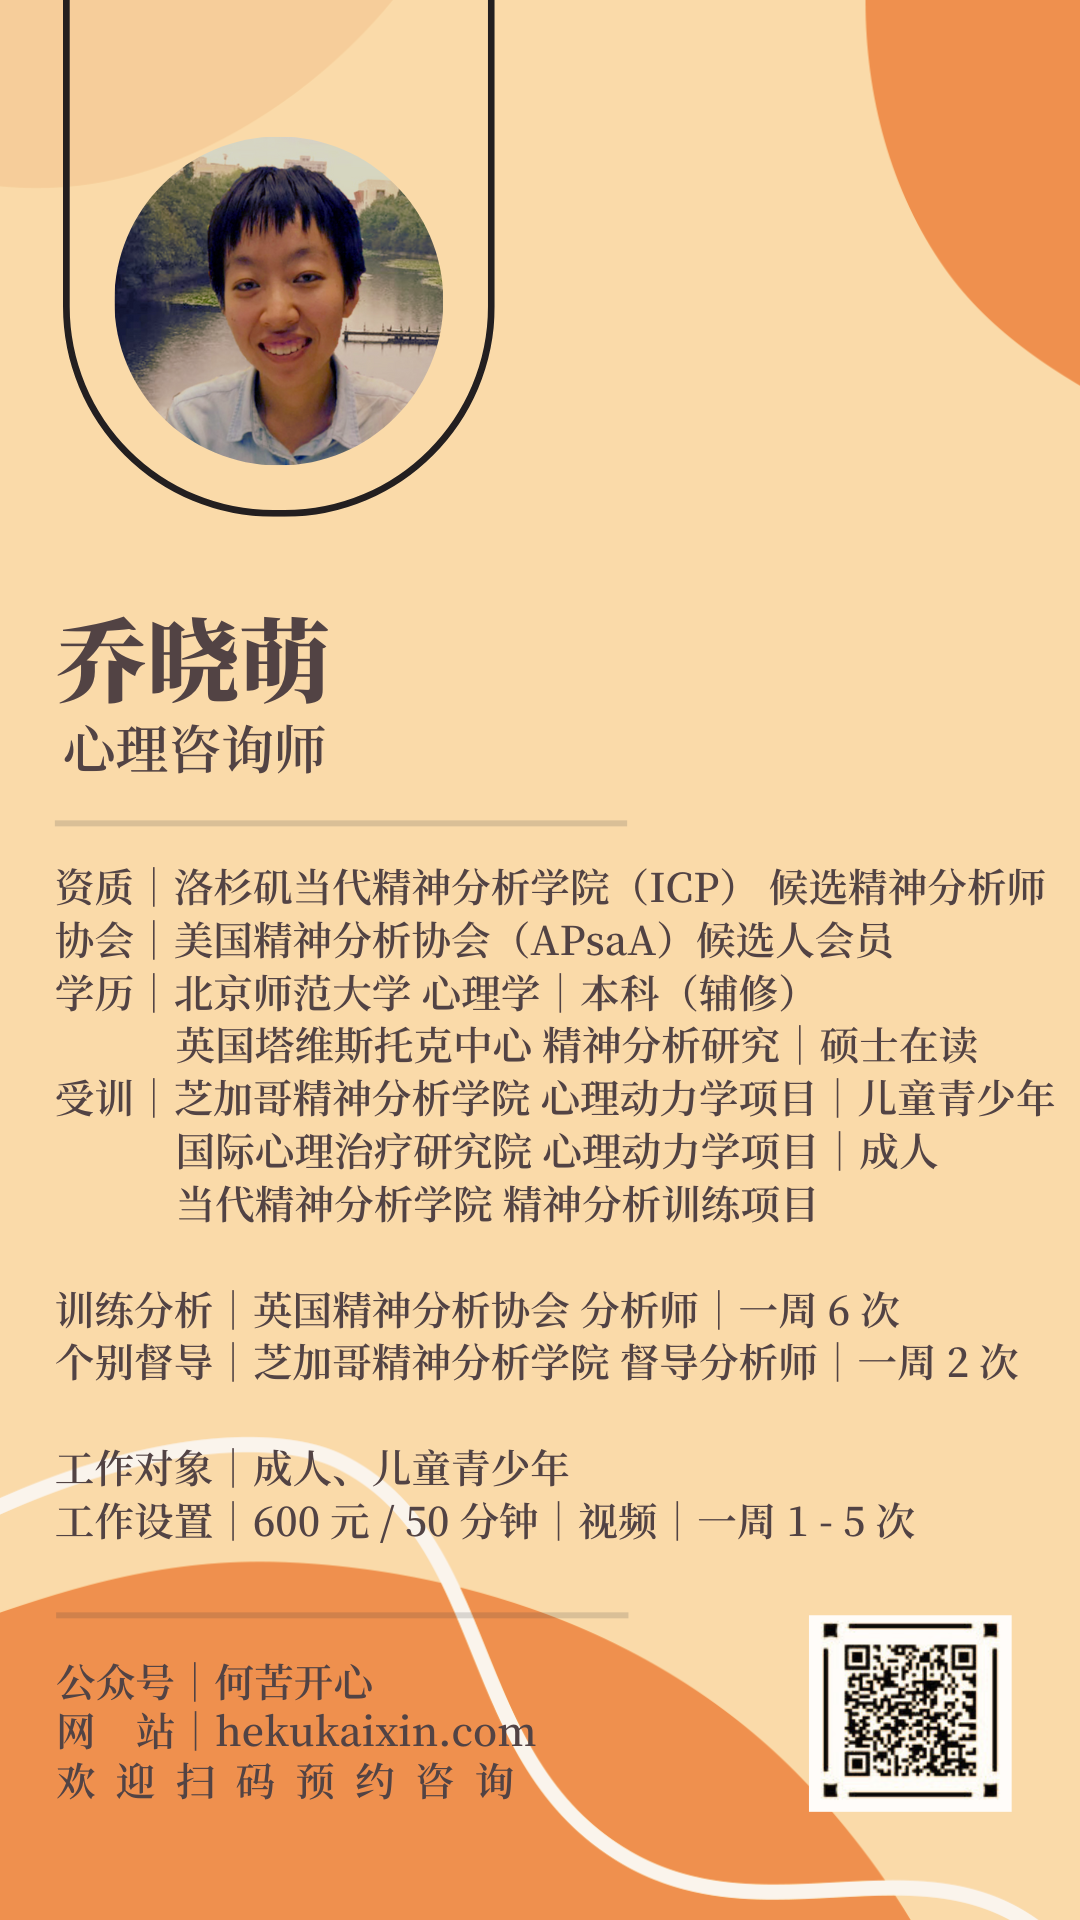 乔晓萌
心理咨询师
资质｜洛杉矶当代精神分析学院（ICP） 候选精神分析师
协会｜美国精神分析协会（APsaA）候选人会员
学历｜北京师范大学 心理学｜本科（辅修）
英国塔维斯托克中心 精神分析研究｜硕士在读
受训｜芝加哥精神分析学院 心理动力学项目｜儿童青少年
国际心理治疗研究院 心理动力学项目｜成人
当代精神分析学院 精神分析训练项目
训练分析｜英国精神分析协会 分析师｜一周 6 次
个别督导｜芝加哥精神分析学院 督导分析师｜一周 2 次
工作对象｜成人、儿童青少年
工作设置｜600 元 / 50 分钟｜视频｜一周 1 - 5 次
公众号｜何苦开心
网　站｜hekukaixin.com
欢 迎 扫 码 预 约 咨 询